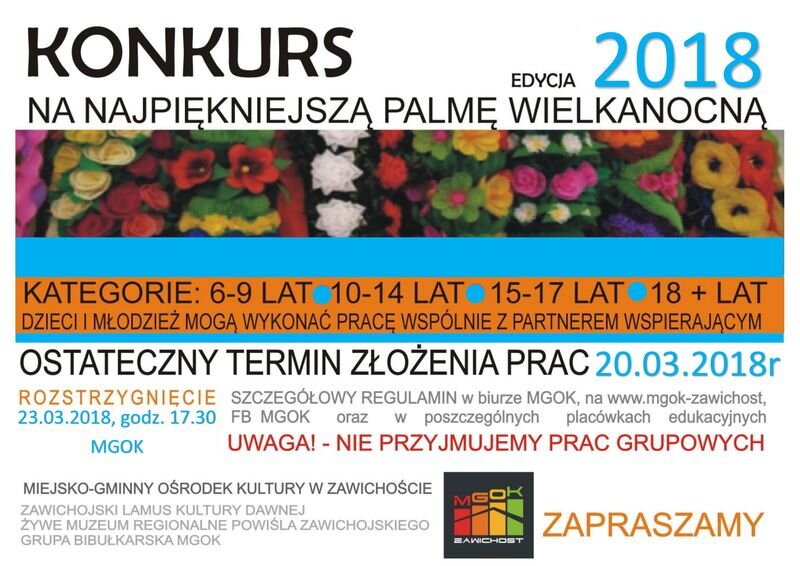 KONKURS
EDYCJA 2018
NA NAJPIĘKNIEJSZĄ PALMĘ WIELKANOCNĄ
KATEGORIE: 6-9 LAT • 10-14 LAT • 15-17 LAT • 18 + LAT
DZIECI I MŁODZIEŻ MOGĄ WYKONAĆ PRACĘ WSPÓLNIE Z PARTNEREM WSPIERAJĄCYM
OSTATECZNY TERMIN ZŁOŻENIA PRAC 20.03.2018r
ROZSTRZYGNIĘCIE
23.03.2018, godz. 17.30
MGOK
SZCZEGÓŁOWY REGULAMIN w biurze MGOK, na www.mgok-zawichost,
FB MGOK oraz w poszczególnych placówkach edukacyjnych
UWAGA! - NIE PRZYJMUJEMY PRAC GRUPOWYCH
MIEJSKO-GMINNY OŚRODEK KULTURY W ZAWICHOŚCIE
ZAWICHOJSKI LAMUS KULTURY DAWNEJ
ŻYWE MUZEUM REGIONALNE POWIŚLA ZAWICHOJSKIEGO
GRUPA BIBUŁKARSKA MGOK
MGOK
ZAWICHOST
ZAPRASZAMY